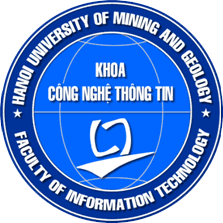 HANOI UNIVERSITY OF MINING AND GEOLOGY
KHOA
CÔNG NGHỆ THÔNG TIN
FACULTY OF INFORMATION TECHNOLOGY